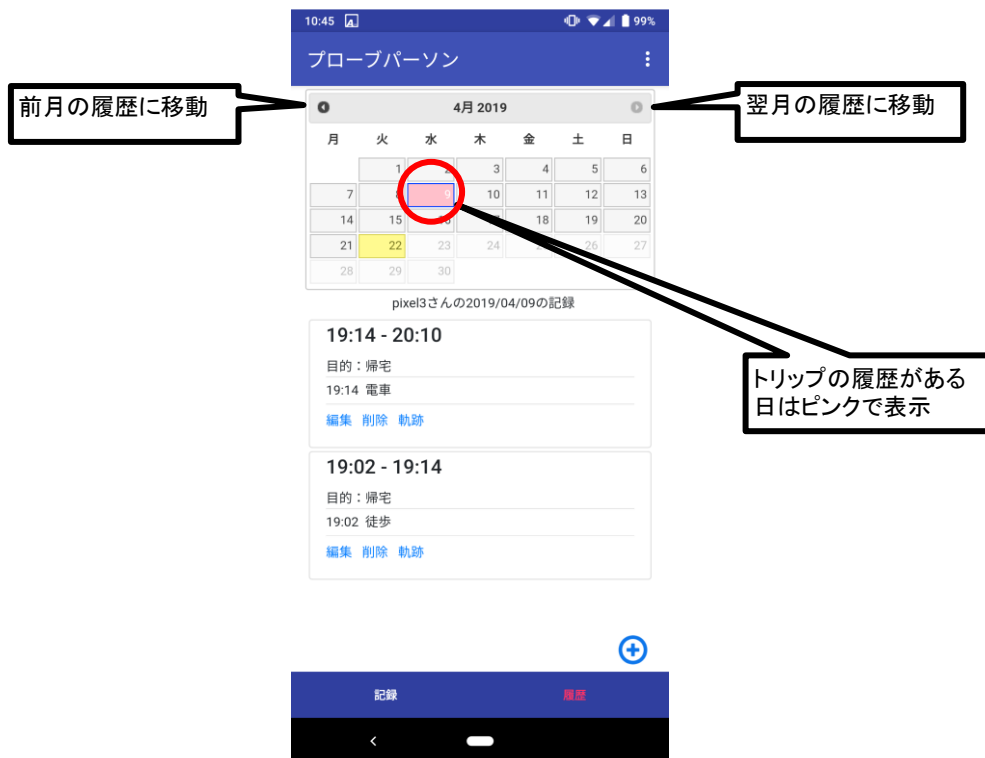 10:45 99%
プローブパーソン
前月の履歴に移動
4月 2019
翌月の履歴に移動
月 火 水 木 金 土 日
1 2 3 4 5 6
7 8 9 10 11 12 13
14 15 16 17 18 19 20
21 22 23 24 25 26 27
28 29 30
pixel3さんの2019/04/09の記録
19:14 - 20:10
目的：帰宅
19:14 電車
編集 削除 軌跡
トリップの履歴がある
日はピンクで表示
19:02 - 19:14
目的：帰宅
19:02 徒歩
編集 削除 軌跡
記録 履歴